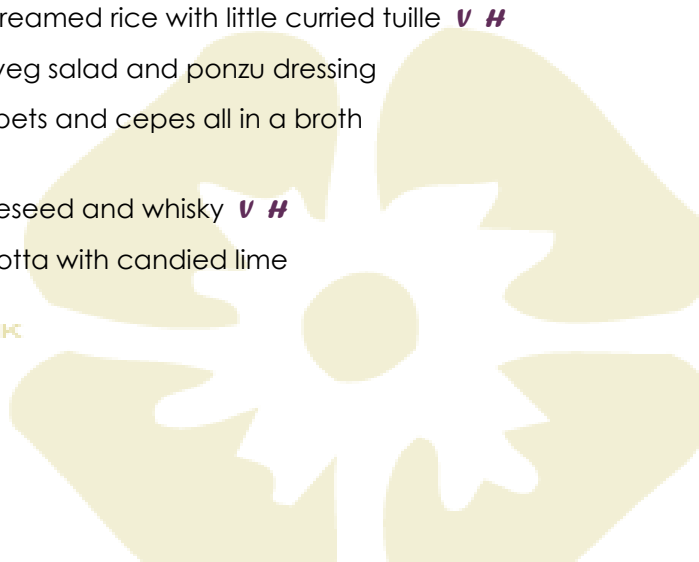 reamed rice with little curried tuille V H
veg salad and ponzu dressing
pets and cepes all in a broth
eseed and whisky V H
otta with candied lime
K